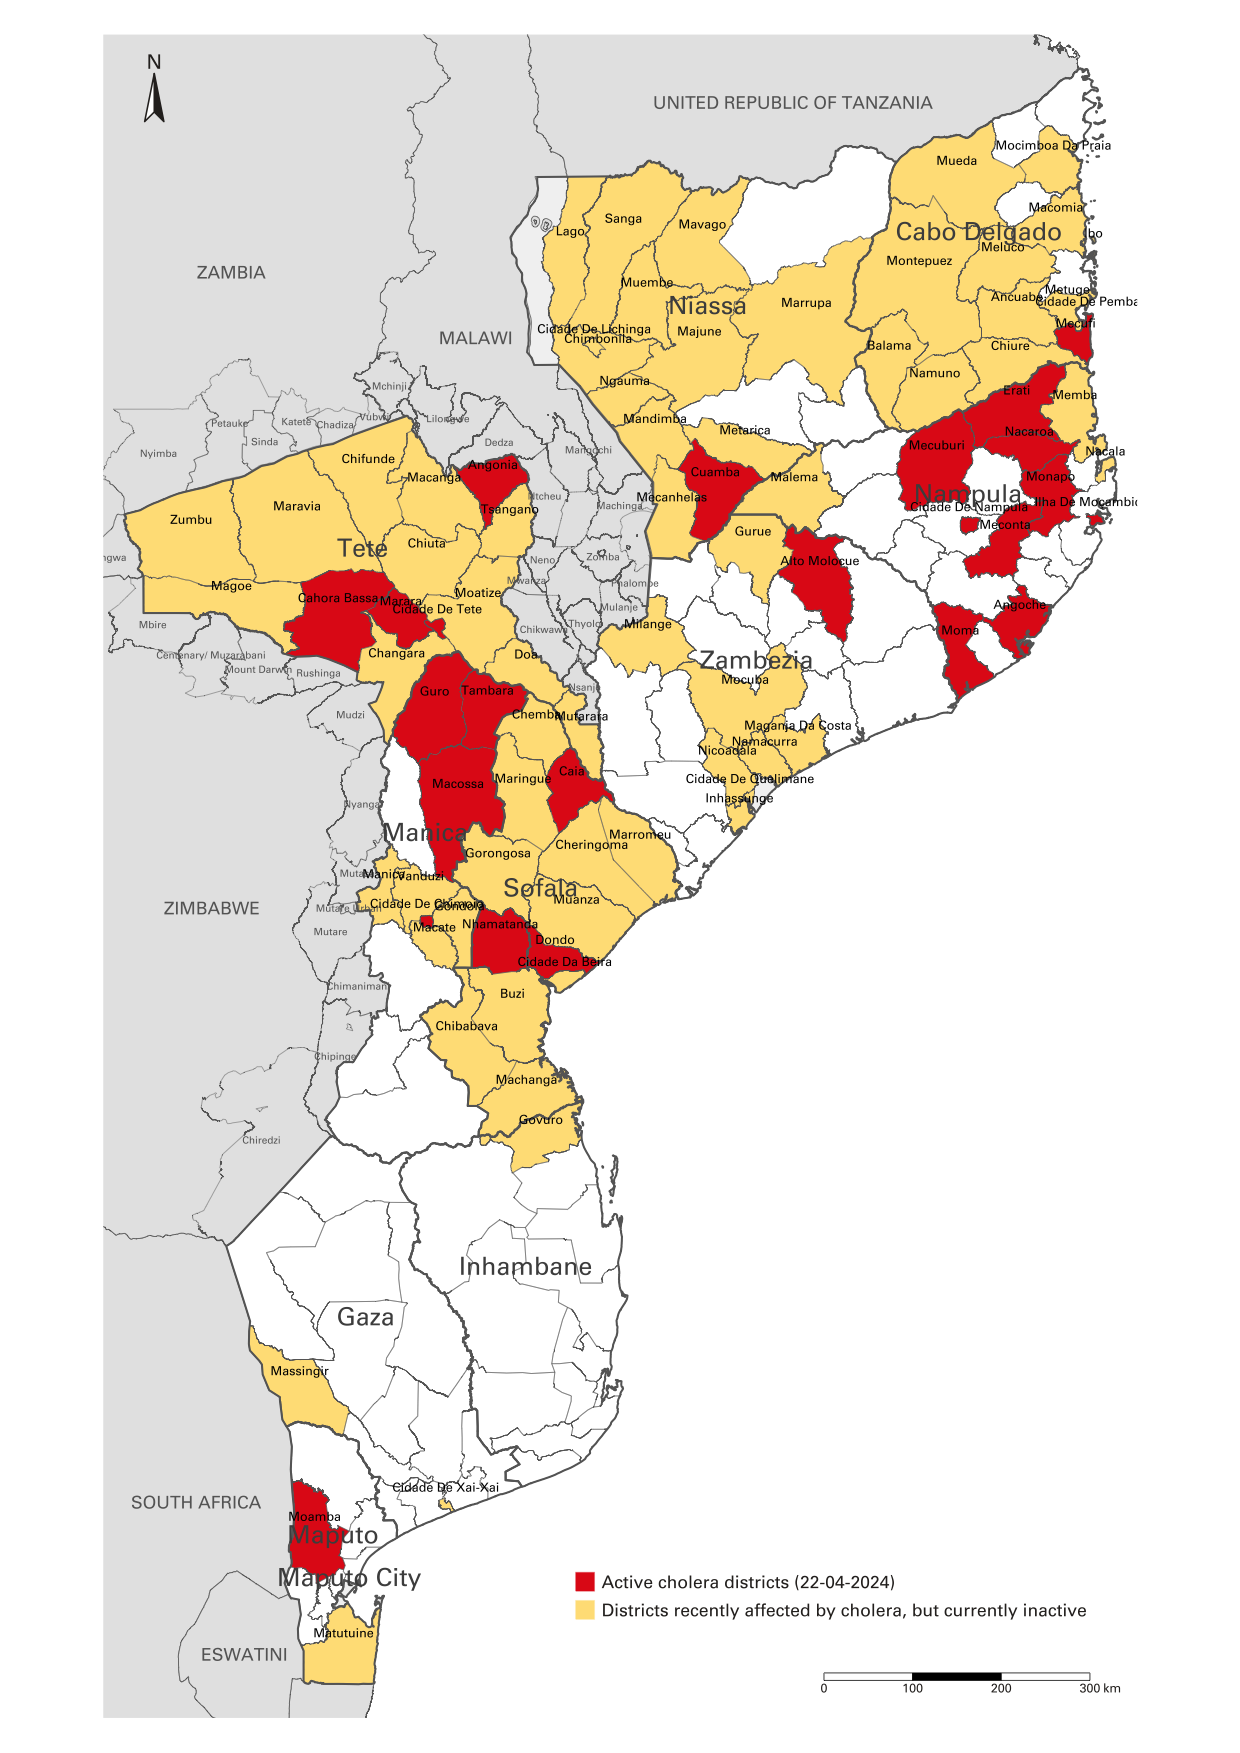 N
UNITED REPUBLIC OF TANZANIA
Mocimboa Da Praia
Mueda
Macomia
Sanga
Mavago
Lago
Cabo Delgado
bo
Meluco
Montepuez
ZAMBIA
Muembe
Metuge
Ancuabe
Cidade De Pemba
Niassa
Marrupa
Mecufi
Cidade De Lichinga
Chimbonila
Majune
MALAWI
Balama
Chiure
Namuno
Ngauma
Erati
Memba
Mchinji
Mandimba
Metarica
Nacaroa
Petauke
Katete
Chadiza
Vubwi
Lilongwe
Sinda
Dedza
Mangochi
Mecuburi
Nacala
Nyimba
Chifunde
Angonia
Macanga
Cuamba
Malema
Monapo
Mecanhelas
Nampula
Ilha De Mocambic
Ntcheu
Machinga
Maravia
Tsangano
Cidade De Nampula
Zumbu
Meconta
Gurue
Tete
Chiuta
ngwa
Neno
Zomba
Alto Molocue
Magoe
Mwanza
Phalombe
Moatize
Cahora Bassa
Marara
Cidade De Tete
Mulanje
Angoche
Mbire
Thyolo
Milange
Chikwawa
Moma
Centenary/ Muzarabani
Changara
Doa
Zambezia
Mount Darwin
Rushinga
Mocuba
Nsanje
Guro
Tambara
Mudzi
Chemba
Mufarara
Maganja Da Costa
Namacurra
Nicoadala
Caia
Macossa
Maringue
Cidade De Quelimane
Inhassunge
Nyanga
Manica
Marromeu
Cheringoma
Gorongosa
Manica
Vanduzi
Sofala
Muanza
Cidade De Chimoio
Gondola
ZIMBABWE
Mutare Urban
Macate
Nhamatanda
Mutare
Dondo
Cidade Da Beira
Chimaniman
Buzi
Chibabava
Chipinge
Machanga
Govuro
Chiredzi
Inhambane
Gaza
Massingir
Cidade De Xai-Xai
SOUTH AFRICA
Moamba
Maputo
Maputo City
Active cholera districts (22-04-2024)
Districts recently affected by cholera, but currently inactive
Matutuine
ESWATINI
0 100 200 300 km